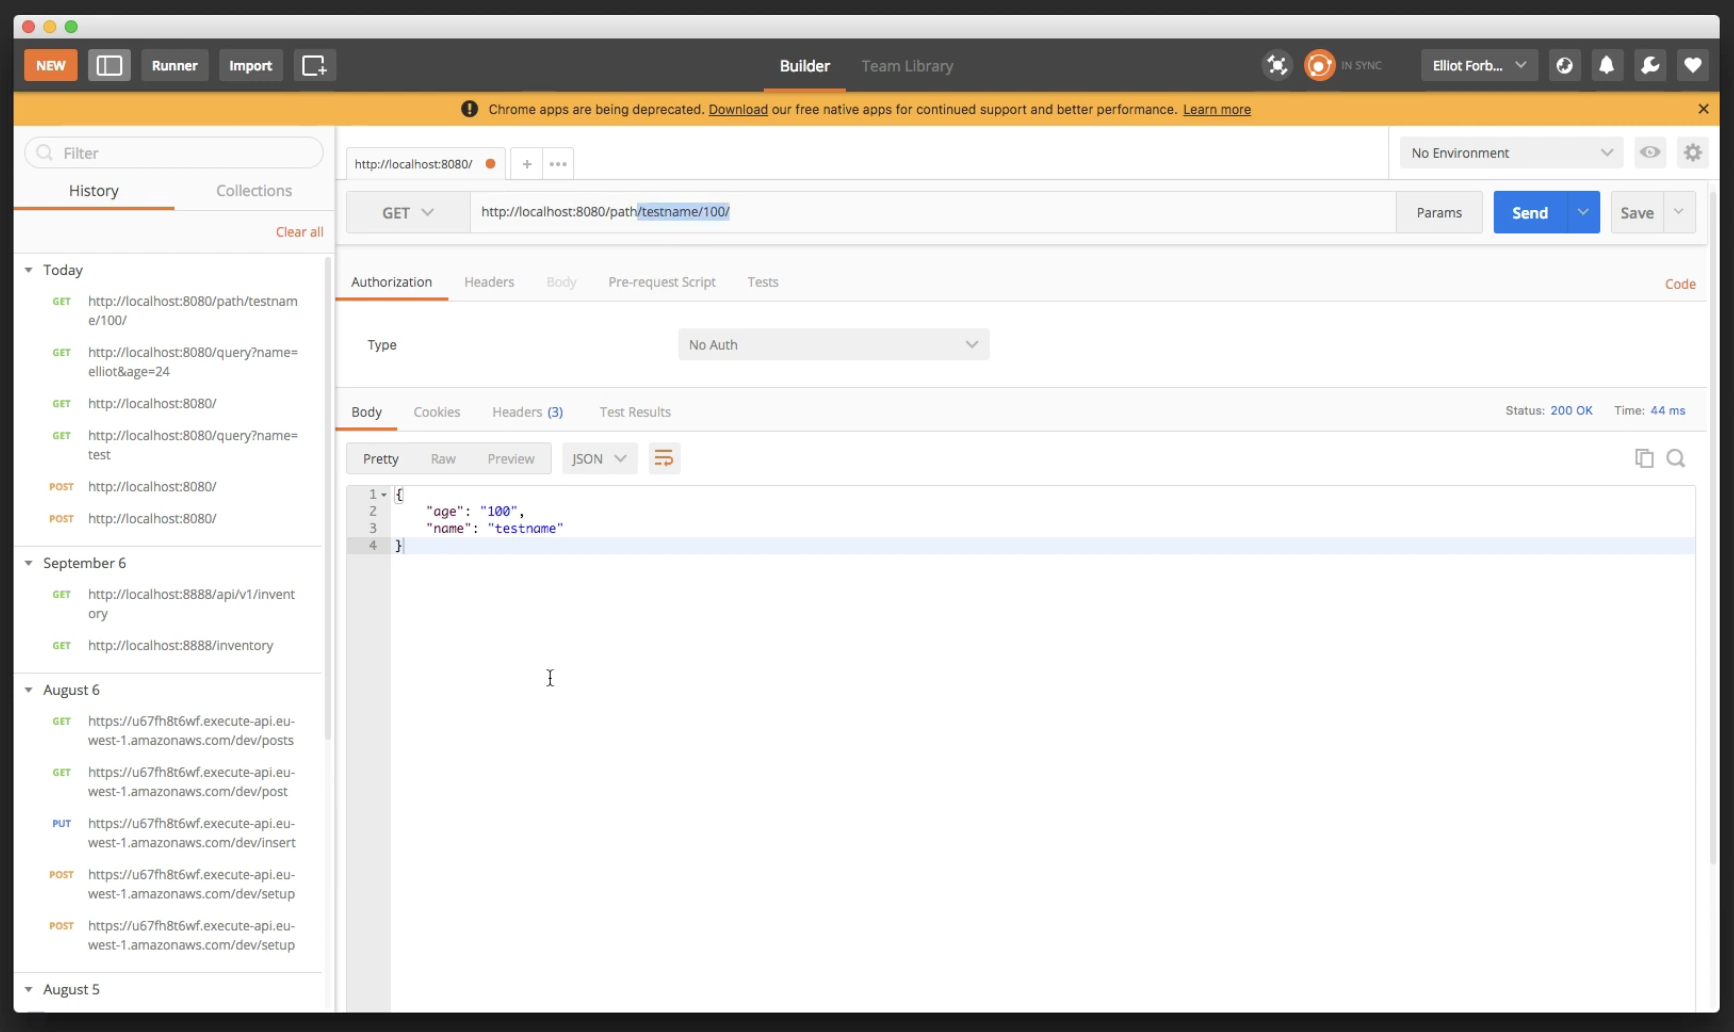 NEW
Runner
Import
Builder
Team Library
IN SYNC
Elliot Forb...
Chrome apps are being deprecated. Download our free native apps for continued support and better performance. Learn more
Filter
History
Collections
Clear all
Today
GET http://localhost:8080/path/testnam
e/100/
GET http://localhost:8080/query?name=
elliot&age=24
GET http://localhost:8080/
GET http://localhost:8080/query?name=
test
POST http://localhost:8080/
POST http://localhost:8080/
September 6
GET http://localhost:8888/api/v1/invent
ory
GET http://localhost:8888/inventory
August 6
GET https://u67fh8t6wf.execute-api.eu-
west-1.amazonaws.com/dev/posts
GET https://u67fh8t6wf.execute-api.eu-
west-1.amazonaws.com/dev/post
PUT https://u67fh8t6wf.execute-api.eu-
west-1.amazonaws.com/dev/insert
POST https://u67fh8t6wf.execute-api.eu-
west-1.amazonaws.com/dev/setup
POST https://u67fh8t6wf.execute-api.eu-
west-1.amazonaws.com/dev/setup
August 5
http://localhost:8080/
No Environment
GET
http://localhost:8080/path/testname/100/
Params
Send
Save
Authorization
Headers
Body
Pre-request Script
Tests
Code
Type
No Auth
Body
Cookies
Headers (3)
Test Results
Status: 200 OK
Time: 44 ms
Pretty
Raw
Preview
JSON
1 {
2 "age": "100",
3 "name": "testname"
4 }